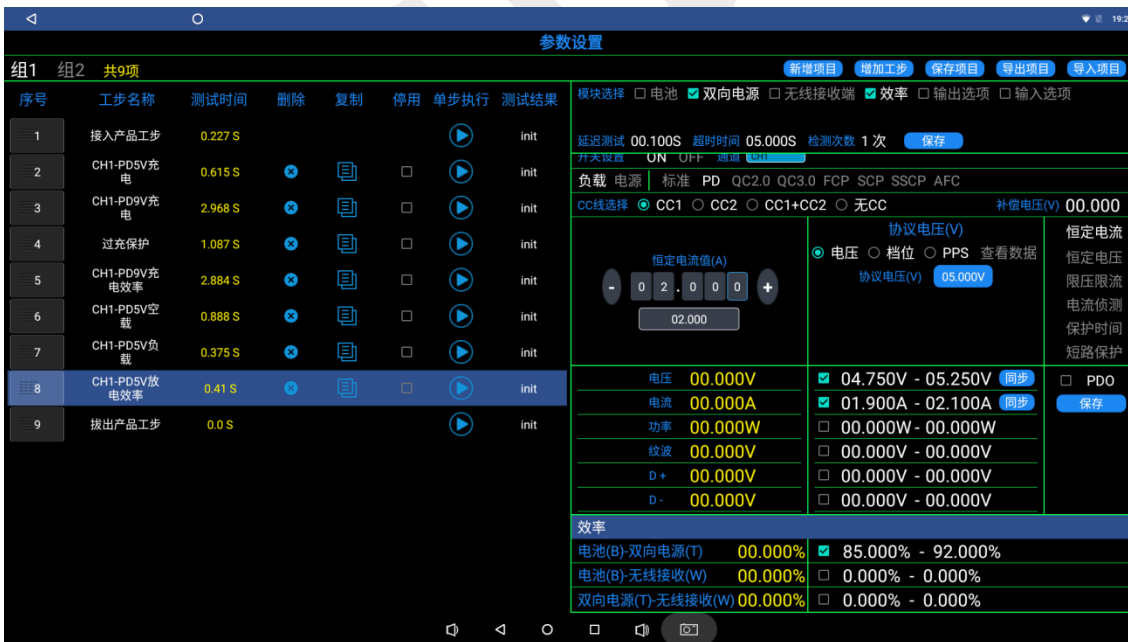 19:2
参数设置
组1 组2 共9项 新增项目 增加工步 保存项目 导出项目 导入项目
序号 工步名称 测试时间 删除 复制 停用 单步执行 测试结果
1 接入产品工步 0.227 S init
2 CH1-PD5V充电 0.615 S init
3 CH1-PD9V充电 2.968 S init
4 过充保护 1.087 S init
5 CH1-PD9V充电效率 2.884 S init
6 CH1-PD5V空载 0.888 S init
7 CH1-PD5V负载 0.375 S init
8 CH1-PD5V放电效率 0.41 S init
9 拔出产品工步 0.0 S init
模块选择 电池 双向电源 无线接收端 效率 输出选项 输入选项
延迟测试 00.100S 超时时间 05.000S 检测次数 1 次 保存
开关设置 ON OFF 通道 CH1
负载 电源 标准 PD QC2.0 QC3.0 FCP SCP SSCP AFC
CC线选择 CC1 CC2 CC1+CC2 无CC 补偿电压(V) 00.000
恒定电流值(A)
- 0 2 . 0 0 0 +
02.000
协议电压(V)
电压 档位 PPS 查看数据
协议电压(V) 05.000V
恒定电流
恒定电压
限压限流
电流侦测
保护时间
短路保护
电压 00.000V 04.750V - 05.250V 同步 PDO
电流 00.000A 01.900A - 02.100A 同步 保存
功率 00.000W 00.000W - 00.000W
纹波 00.000V 00.000V - 00.000V
D + 00.000V 00.000V - 00.000V
D - 00.000V 00.000V - 00.000V
效率
电池(B)-双向电源(T) 00.000% 85.000% - 92.000%
电池(B)-无线接收(W) 00.000% 0.000% - 0.000%
双向电源(T)-无线接收(W) 00.000% 0.000% - 0.000%